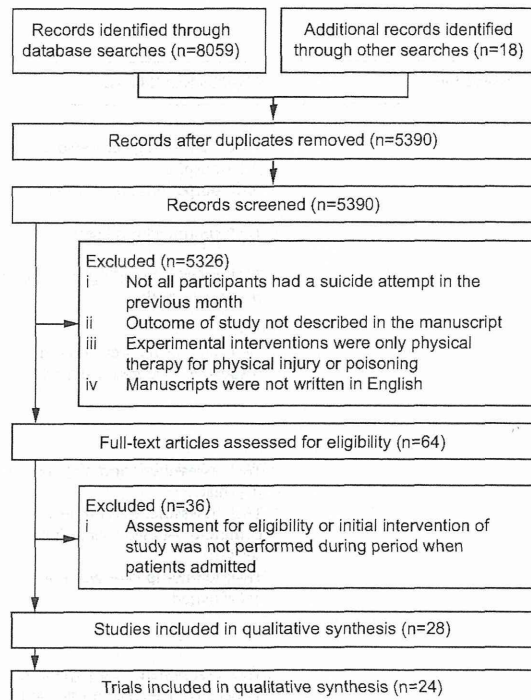 Records identified through
database searches (n=8059)
Additional records identified
through other searches (n=18)
Records after duplicates removed (n=5390)
Records screened (n=5390)
Excluded (n=5326)
i Not all participants had a suicide attempt in the
previous month
ii Outcome of study not described in the manuscript
iii Experimental interventions were only physical
therapy for physical injury or poisoning
iv Manuscripts were not written in English
Full-text articles assessed for eligibility (n=64)
Excluded (n=36)
i Assessment for eligibility or initial intervention of
study was not performed during period when
patients admitted
Studies included in qualitative synthesis (n=28)
Trials included in qualitative synthesis (n=24)